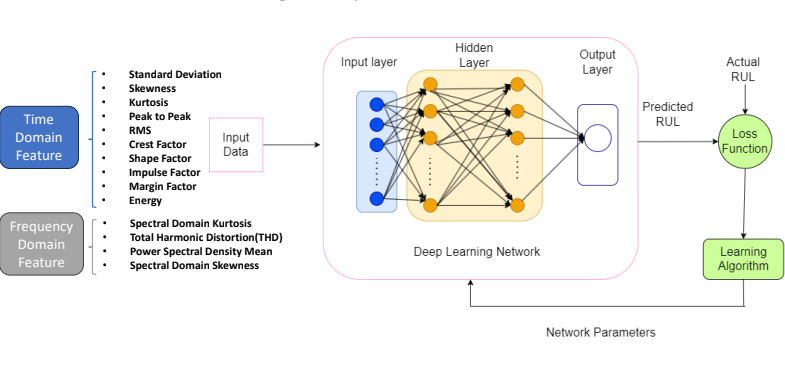 Time
Domain
Feature
• Standard Deviation
• Skewness
• Kurtosis
• Peak to Peak
• RMS
• Crest Factor
• Shape Factor
• Impulse Factor
• Margin Factor
• Energy
Frequency
Domain
Feature
• Spectral Domain Kurtosis
• Total Harmonic Distortion(THD)
• Power Spectral Density Mean
• Spectral Domain Skewness
Input
Data
Input layer
Hidden
Layer
Output
Layer
Deep Learning Network
Predicted
RUL
Actual
RUL
Loss
Function
Learning
Algorithm
Network Parameters